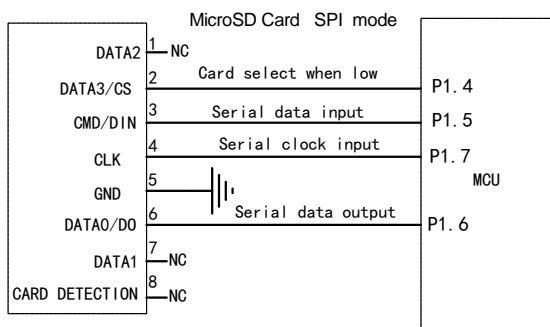 MicroSD Card SPI mode
DATA2 1 NC
DATA3/CS 2 Card select when low P1.4
CMD/DIN 3 Serial data input P1.5
CLK 4 Serial clock input P1.7
GND 5 MCU
DATA0/DO 6 Serial data output P1.6
DATA1 7 NC
CARD DETECTION 8 NC